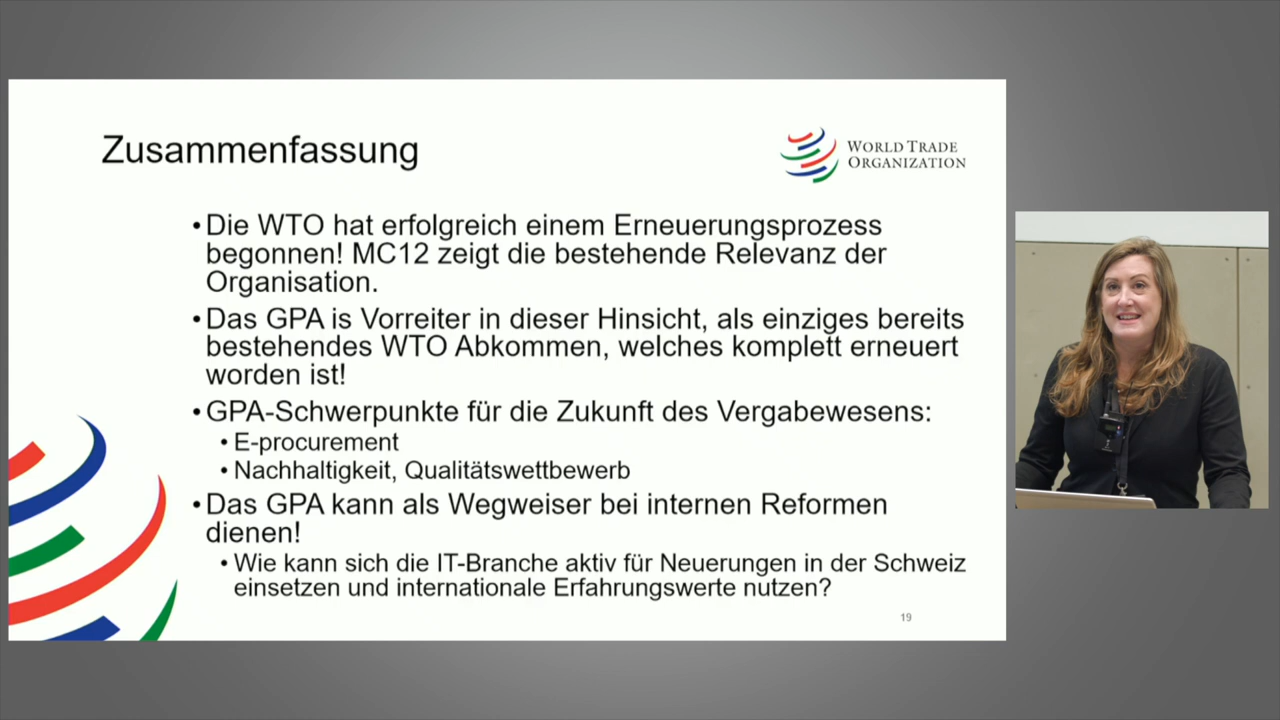 Zusammenfassung
WORLD TRADE
ORGANIZATION
•Die WTO hat erfolgreich einem Erneuerungsprozess
begonnen! MC12 zeigt die bestehende Relevanz der
Organisation.
•Das GPA is Vorreiter in dieser Hinsicht, als einziges bereits
bestehendes WTO Abkommen, welches komplett erneuert
worden ist!
•GPA-Schwerpunkte für die Zukunft des Vergabewesens:
•E-procurement
•Nachhaltigkeit, Qualitätswettbewerb
•Das GPA kann als Wegweiser bei internen Reformen
dienen!
•Wie kann sich die IT-Branche aktiv für Neuerungen in der Schweiz
einsetzen und internationale Erfahrungswerte nutzen?
19